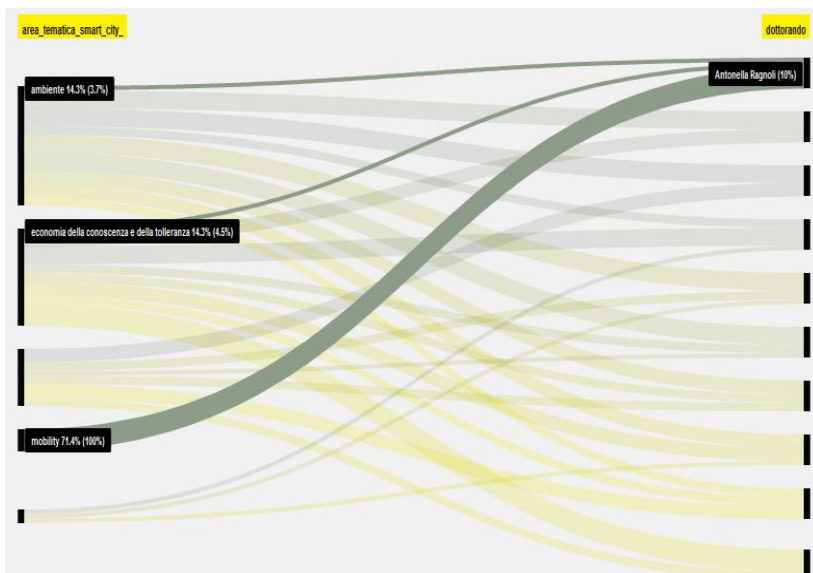 area_tematica_smart_city_
dottorando
Antonella Ragnoli (10%)
ambiente 14.3% (3.7%)
economia della conoscenza e della tolleranza 14.3% (4.5%)
mobility 71.4% (100%)